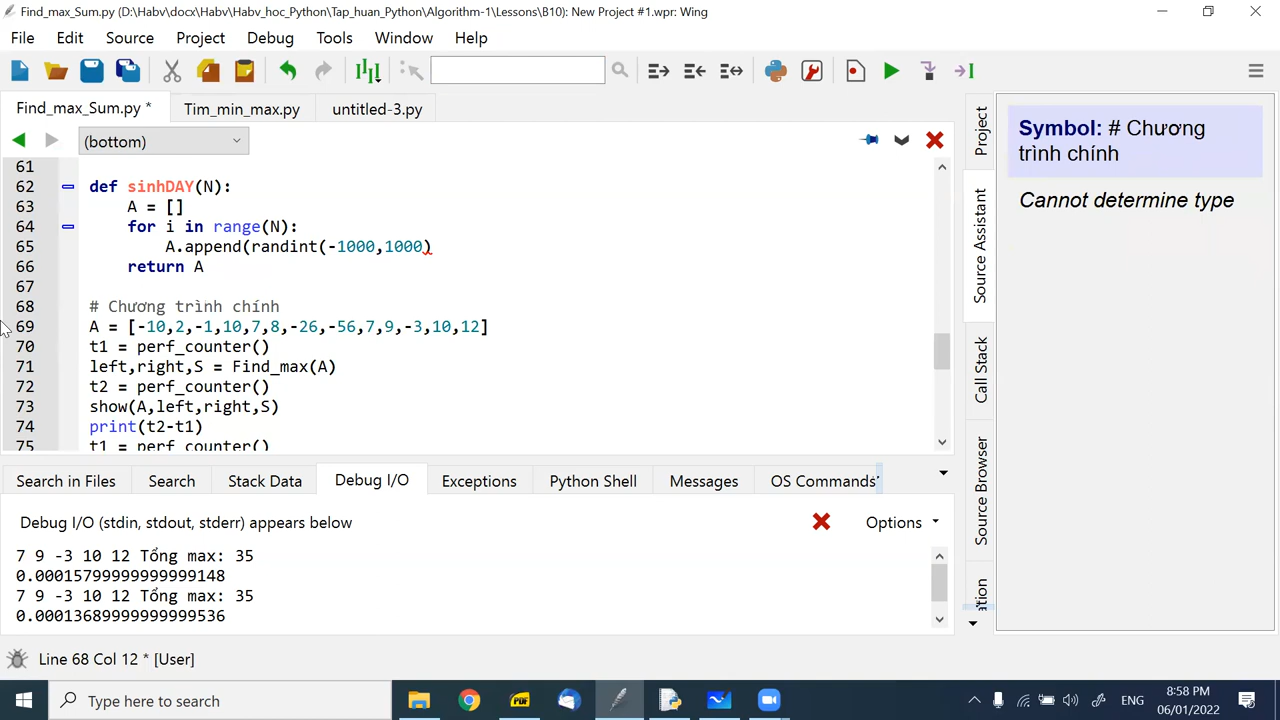 Find_max_Sum.py (D:\Habv\docx\Habv\Habv_hoc_Python\Tap_huan_Python\Algorithm-1\Lessons\B10): New Project #1.wpr: Wing
File Edit Source Project Debug Tools Window Help
Find_max_Sum.py * Tim_min_max.py untitled-3.py
(bottom)
61
62 def sinhDAY(N):
63 A = []
64 for i in range(N):
65 A.append(randint(-1000,1000)
66 return A
67
68 # Chương trình chính
69 A = [-10,2,-1,10,7,8,-26,-56,7,9,-3,10,12]
70 t1 = perf_counter()
71 left,right,S = Find_max(A)
72 t2 = perf_counter()
73 show(A,left,right,S)
74 print(t2-t1)
75 t1 = perf_counter()
Project
Source Assistant
Call Stack
Source Browser
Symbol: # Chương
trình chính
Cannot determine type
Search in Files Search Stack Data Debug I/O Exceptions Python Shell Messages OS Commands
Debug I/O (stdin, stdout, stderr) appears below
Options
7 9 -3 10 12 Tổng max: 35
0.00015799999999999148
7 9 -3 10 12 Tổng max: 35
0.00013689999999999536
Line 68 Col 12 * [User]
Type here to search
PDF
ENG
8:58 PM
06/01/2022